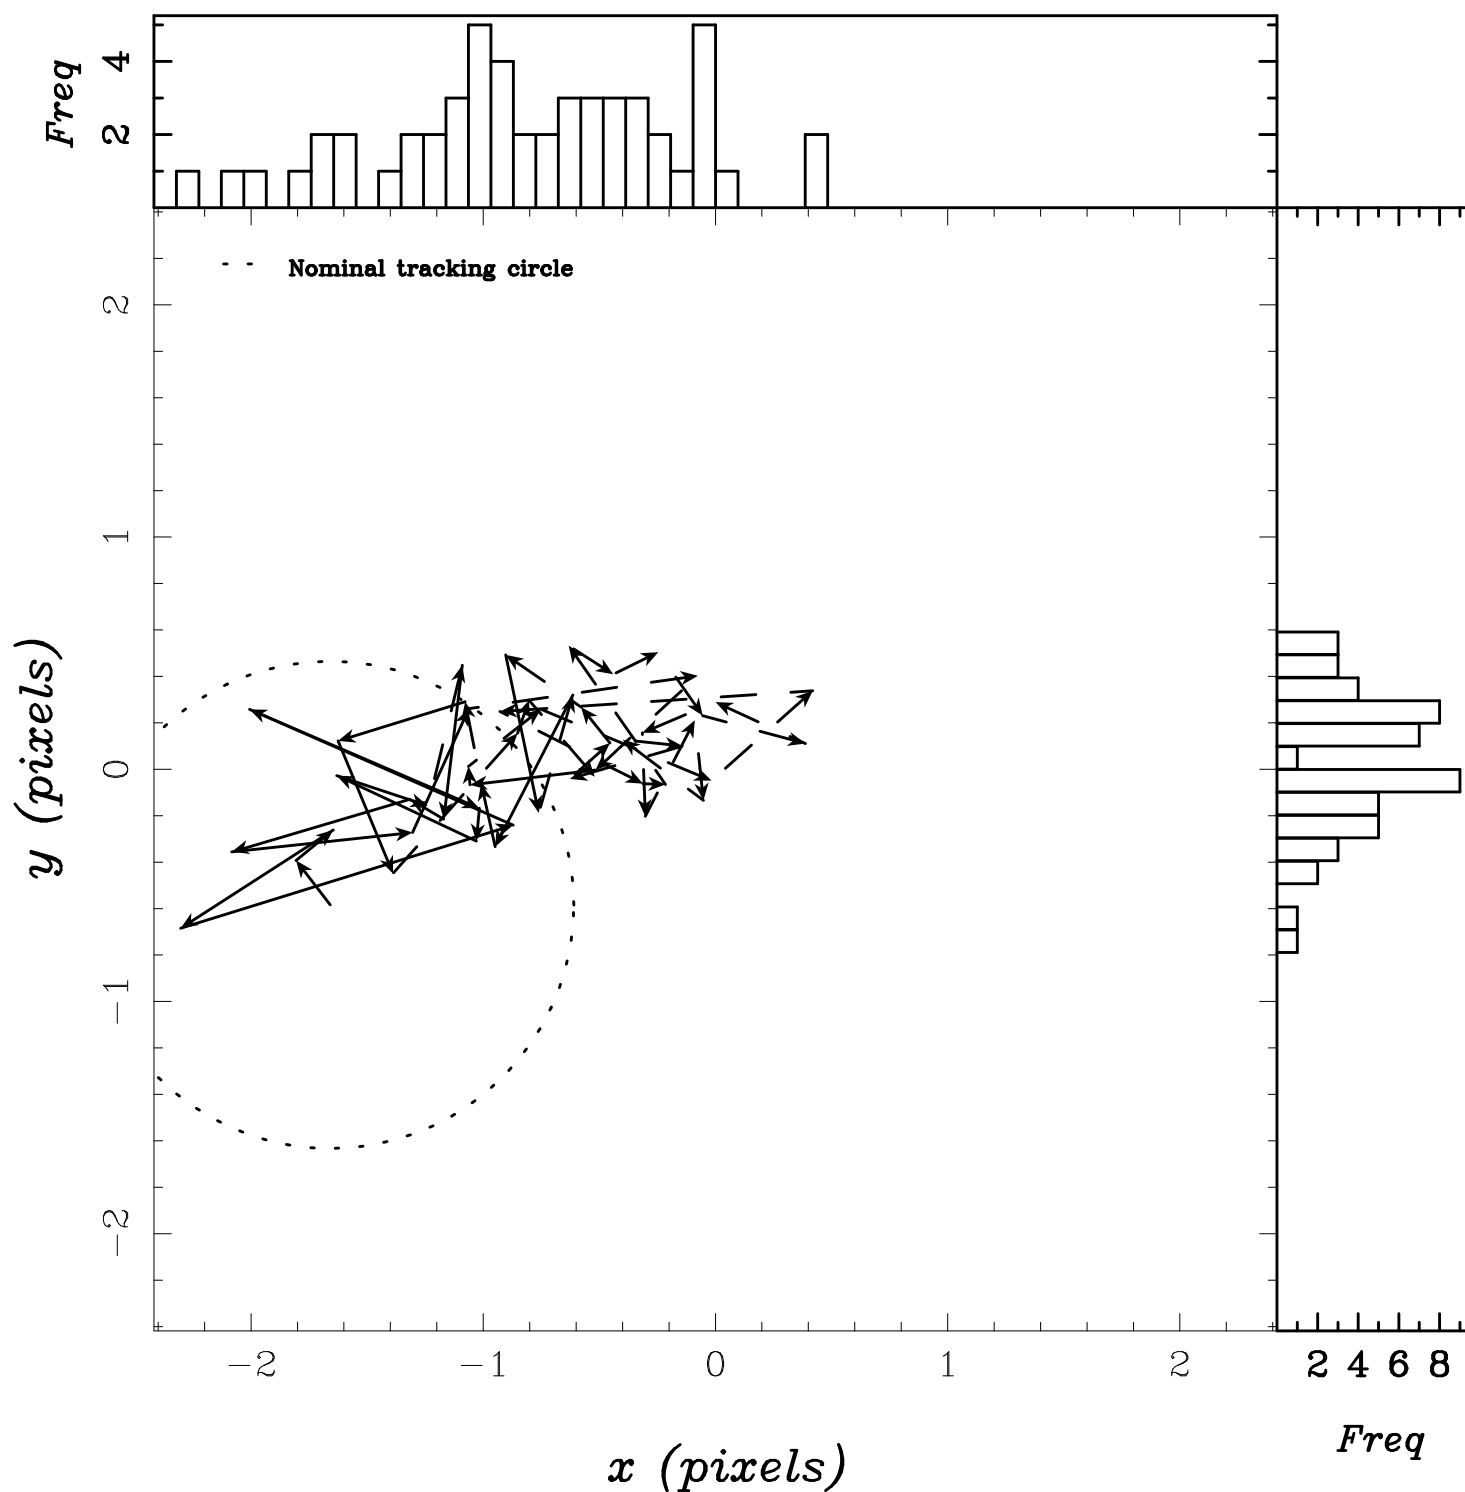 Freq
4
2
Nominal tracking circle
2
1
0
-1
-2
y (pixels)
-2 -1 0 1 2
2 4 6 8
Freq
x (pixels)